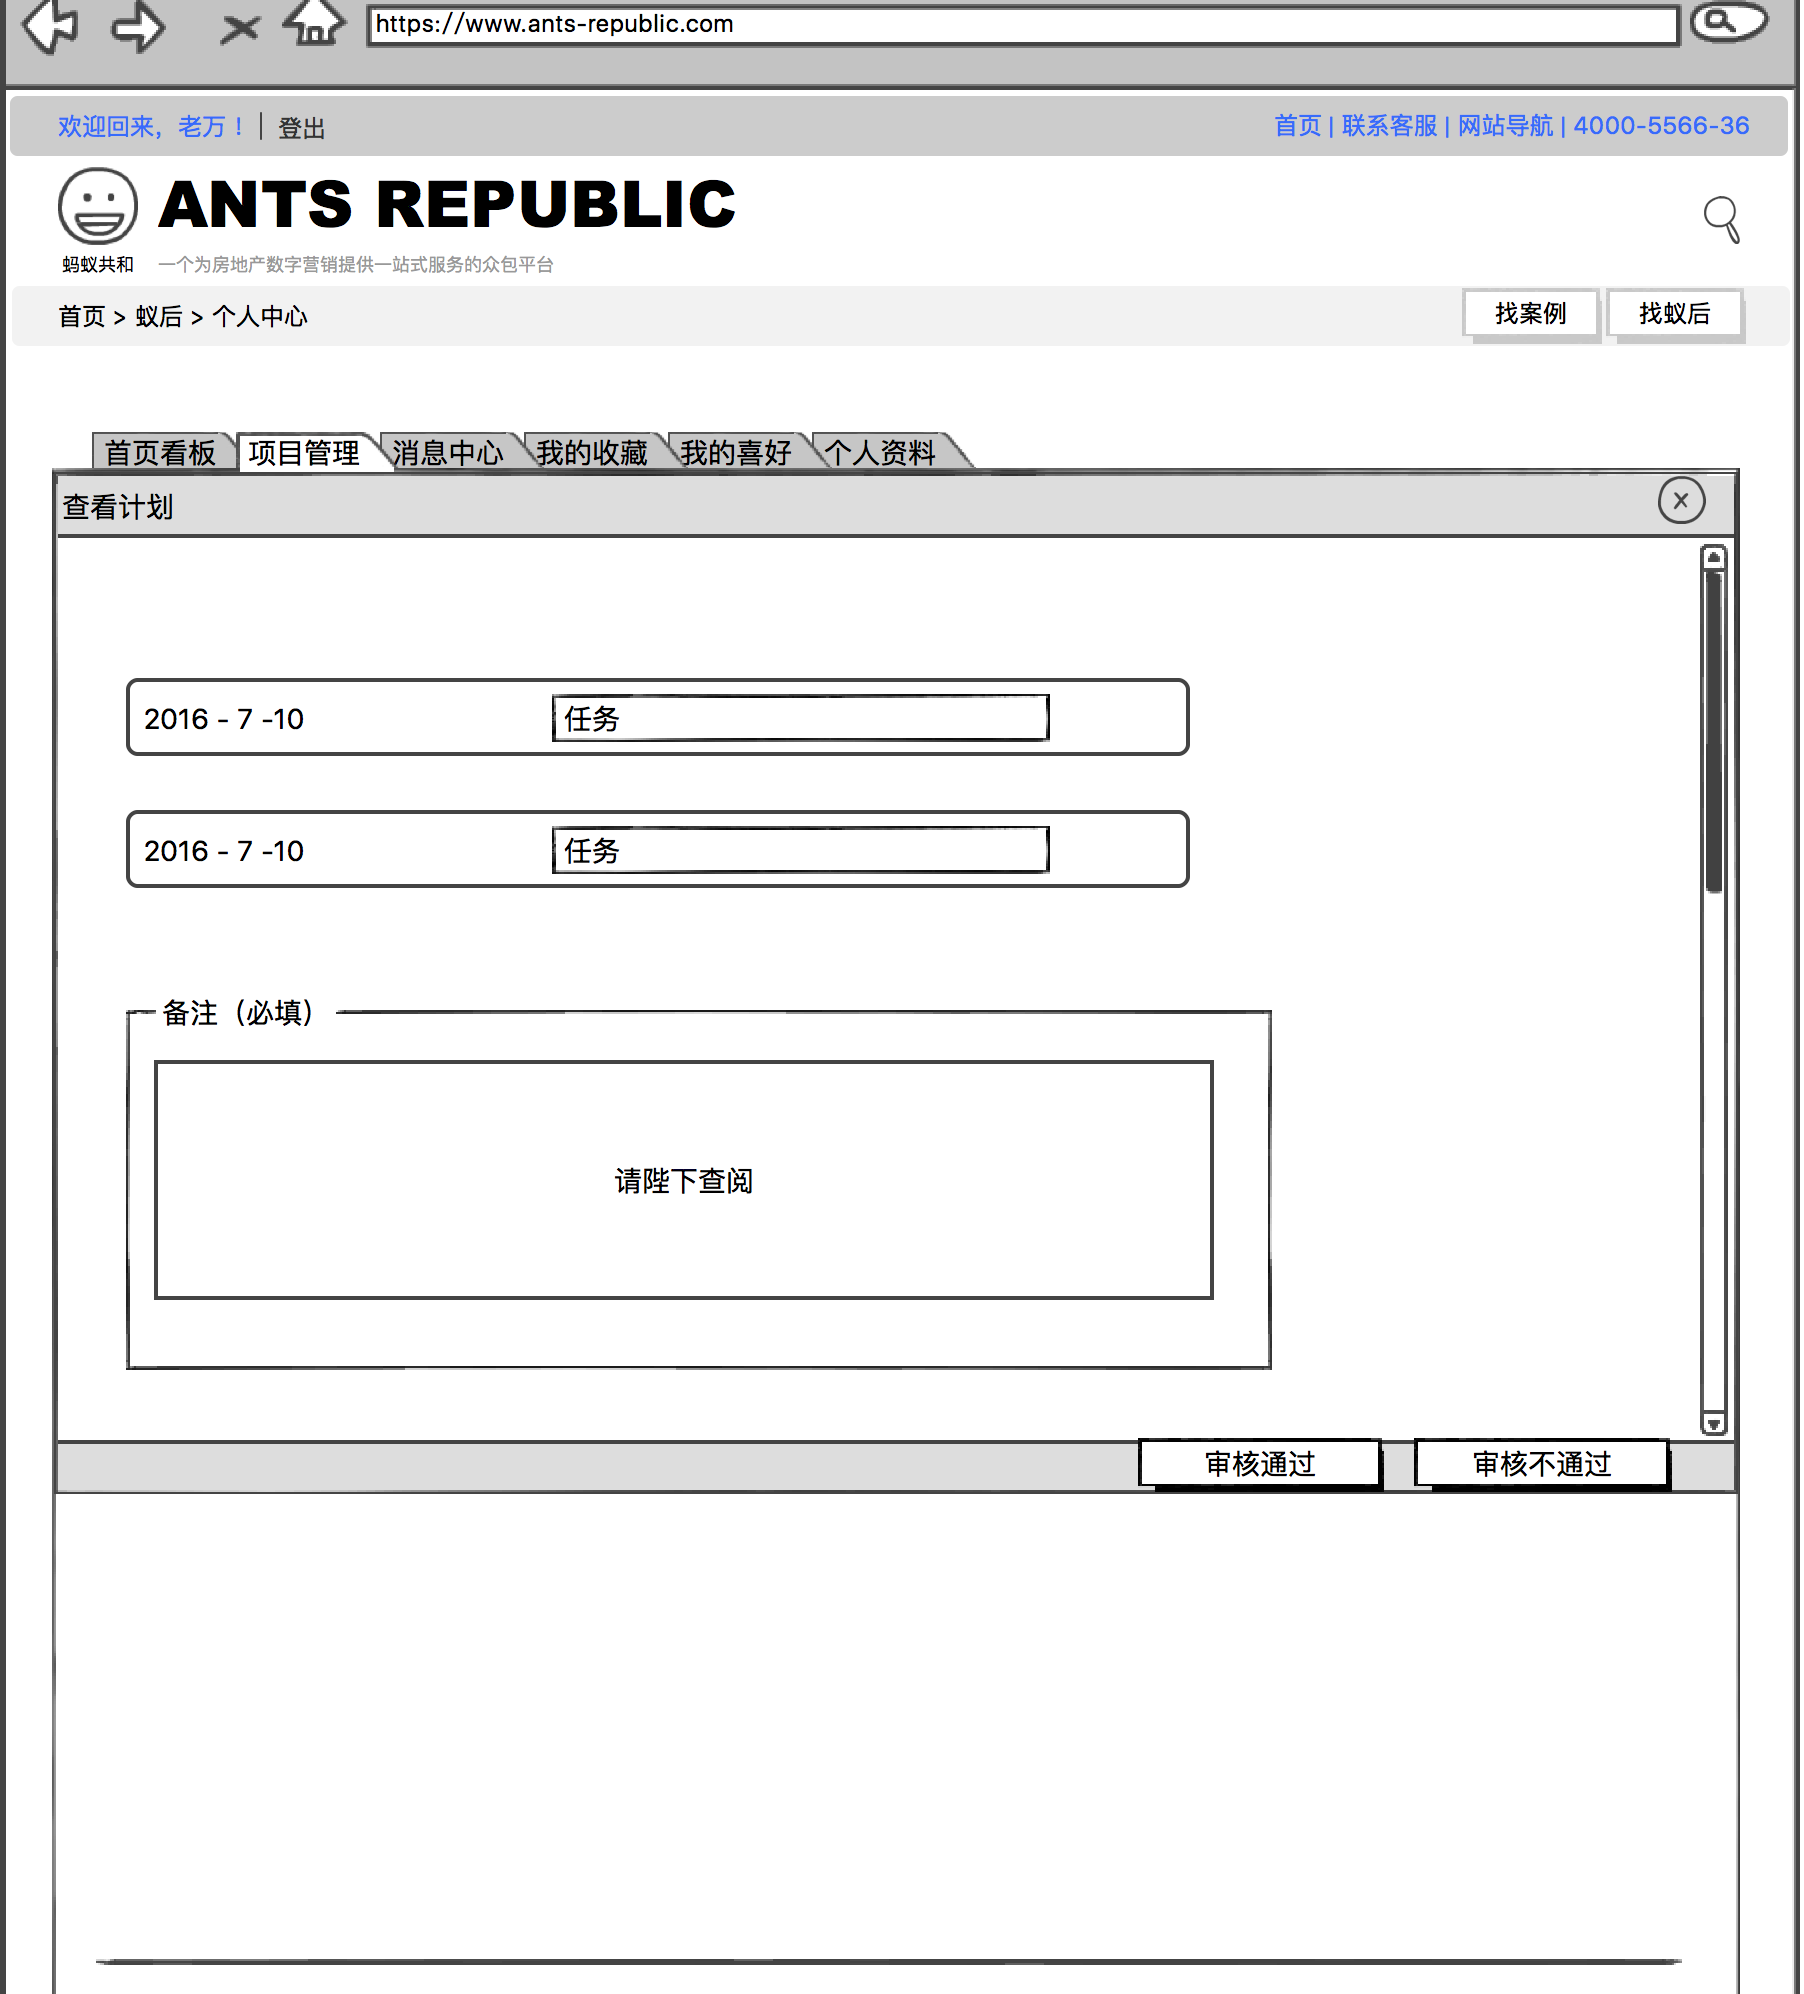 https://www.ants-republic.com
欢迎回来，老万！ | 登出
首页 | 联系客服 | 网站导航 | 4000-5566-36
ANTS REPUBLIC
蚂蚁共和
一个为房地产数字营销提供一站式服务的众包平台
首页 > 蚁后 > 个人中心
找案例 找蚁后
首页看板 项目管理 消息中心 我的收藏 我的喜好 个人资料
查看计划
2016 - 7 -10 任务
2016 - 7 -10 任务
备注（必填）
请陛下查阅
审核通过 审核不通过